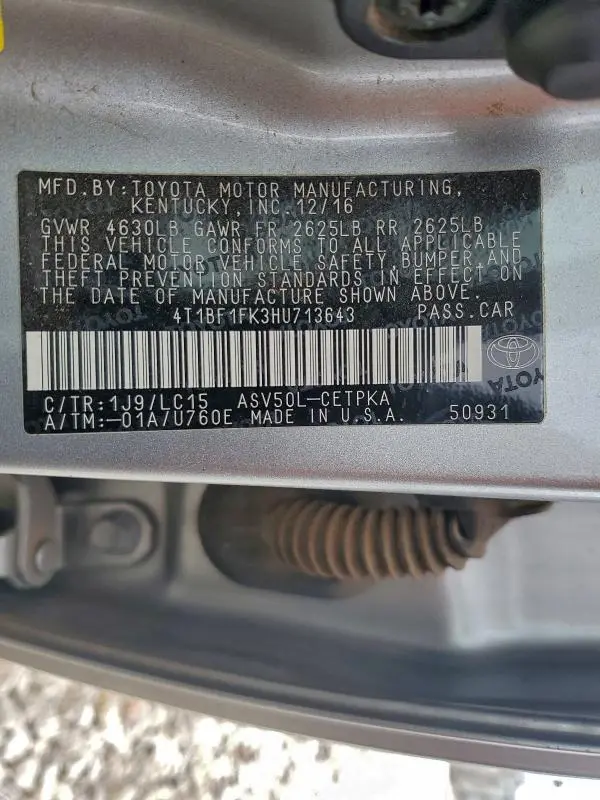 MFD.BY:TOYOTA MOTOR MANUFACTURING,
KENTUCKY,INC.12/16
GVWR 4630LB GAWR FR 2625LB RR 2625LB
THIS VEHICLE CONFORMS TO ALL APPLICABLE
FEDERAL MOTOR VEHICLE SAFETY,BUMPER,AND
THEFT PREVENTION STANDARDS IN EFFECT ON
THE DATE OF MANUFACTURE SHOWN ABOVE.
4T1BF1FK3HU713643 PASS.CAR
TOYOTA
C/TR:1J9/LC15 ASV50L-CETPKA
A/TM:-01A/U760E MADE IN U.S.A. 50931